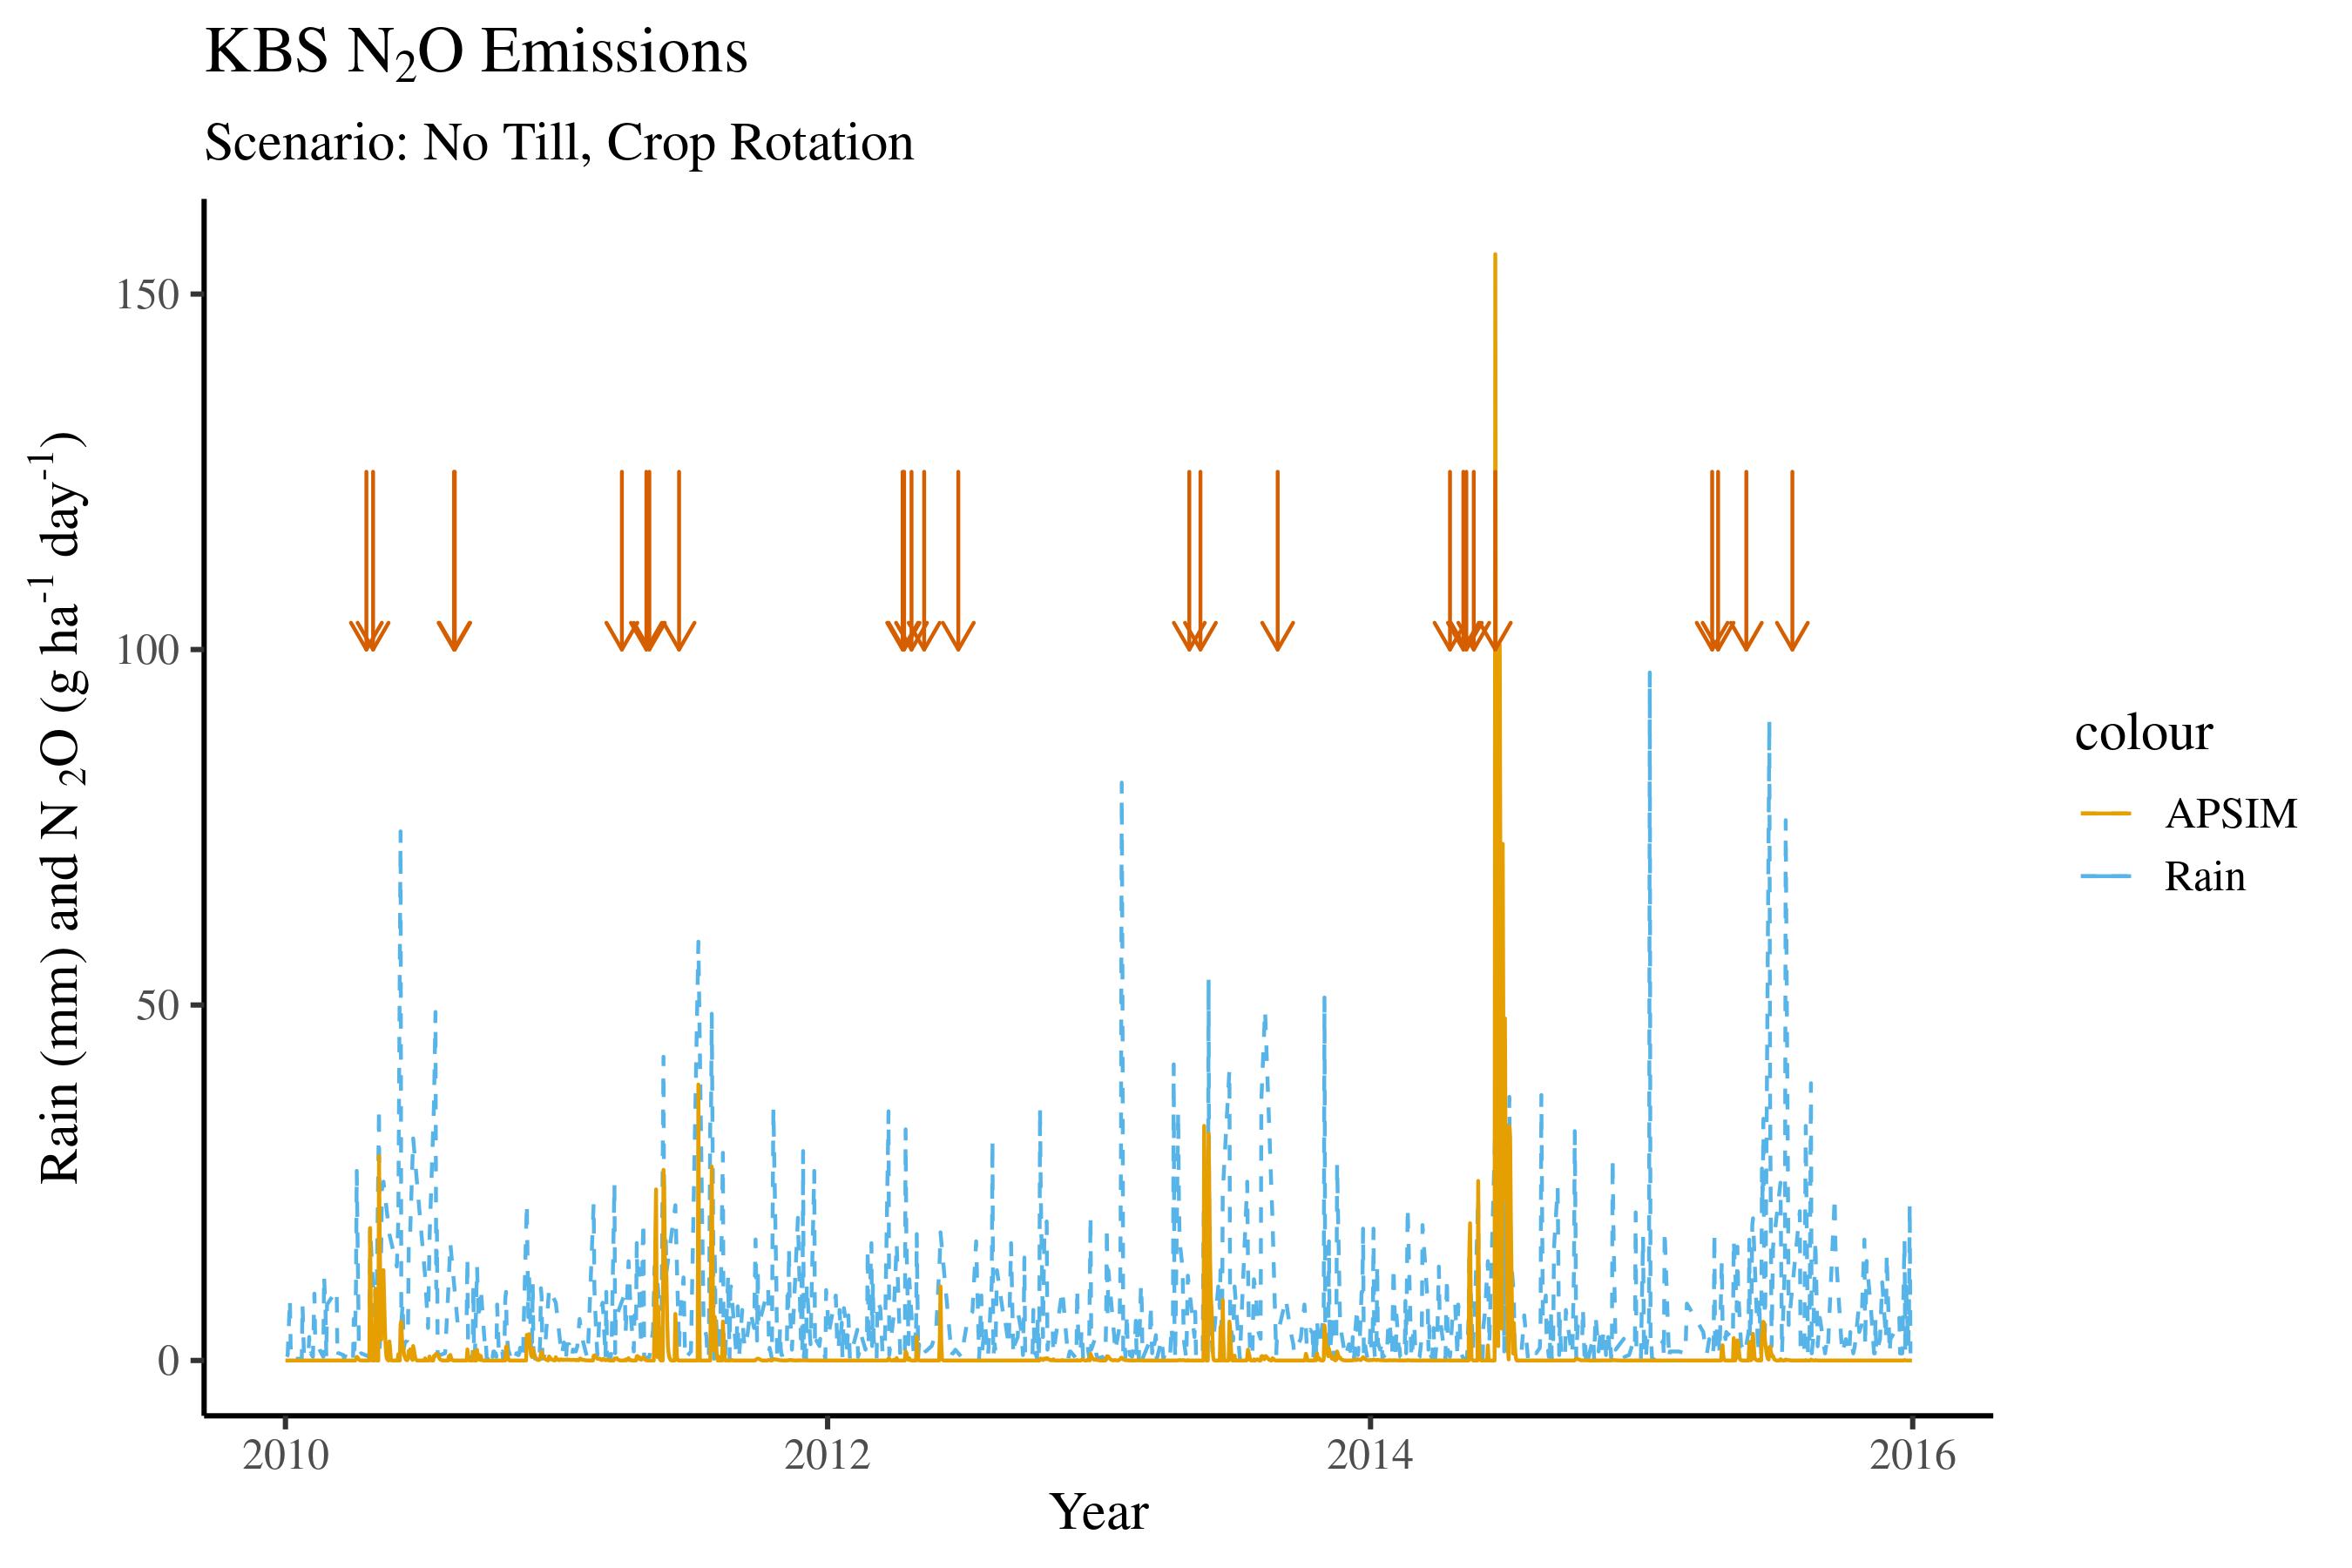 KBS N₂O Emissions
Scenario: No Till, Crop Rotation
Rain (mm) and N ₂O (g ha⁻¹ day⁻¹)
150
100
50
0
2010 2012 2014 2016
Year
colour
APSIM
Rain